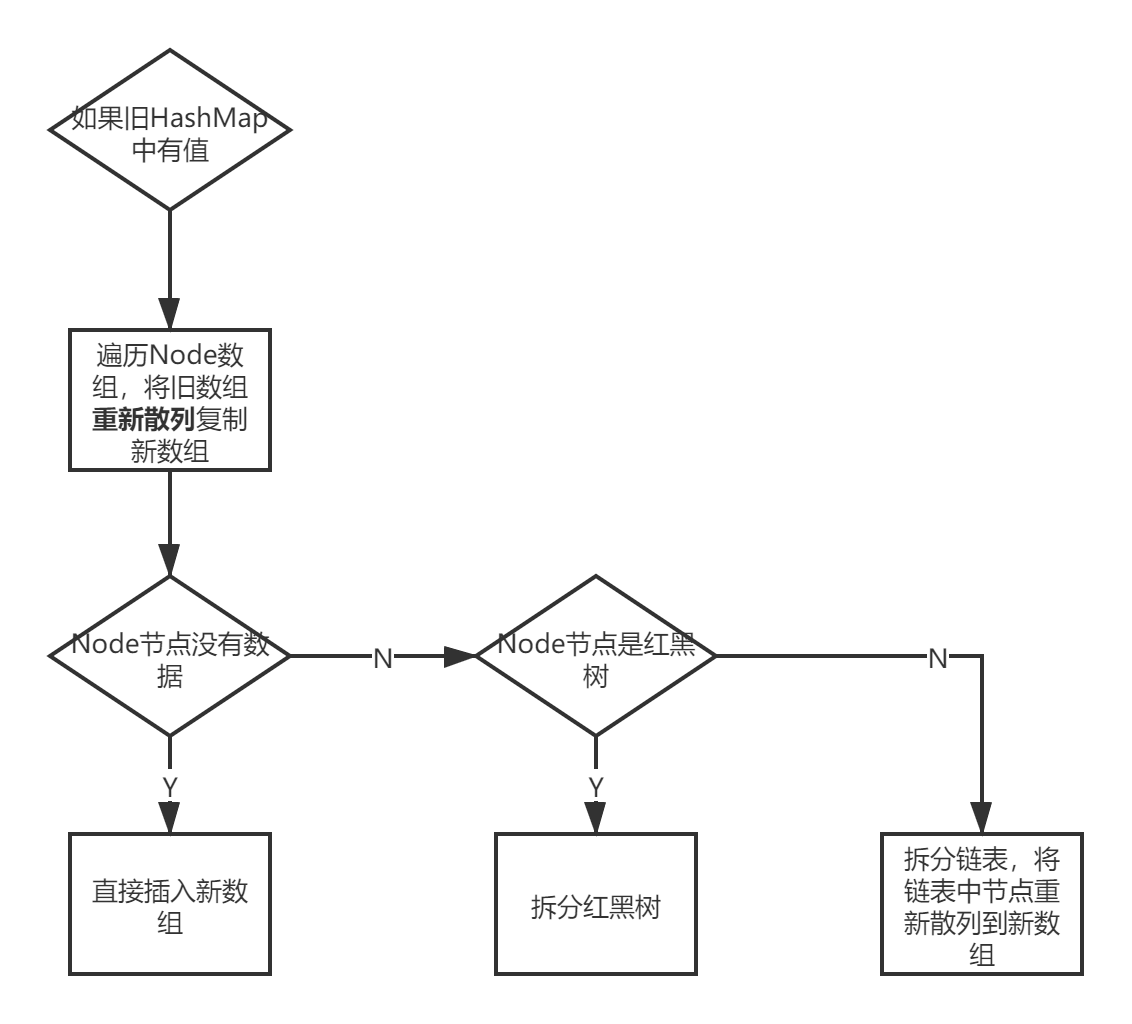 如果旧HashMap
中有值
遍历Node数
组，将旧数组
重新散列复制
新数组
Node节点没有数
据
N
Node节点是红黑
树
N
Y
Y
直接插入新数
组
拆分红黑树
拆分链表，将
链表中节点重
新散列到新数
组